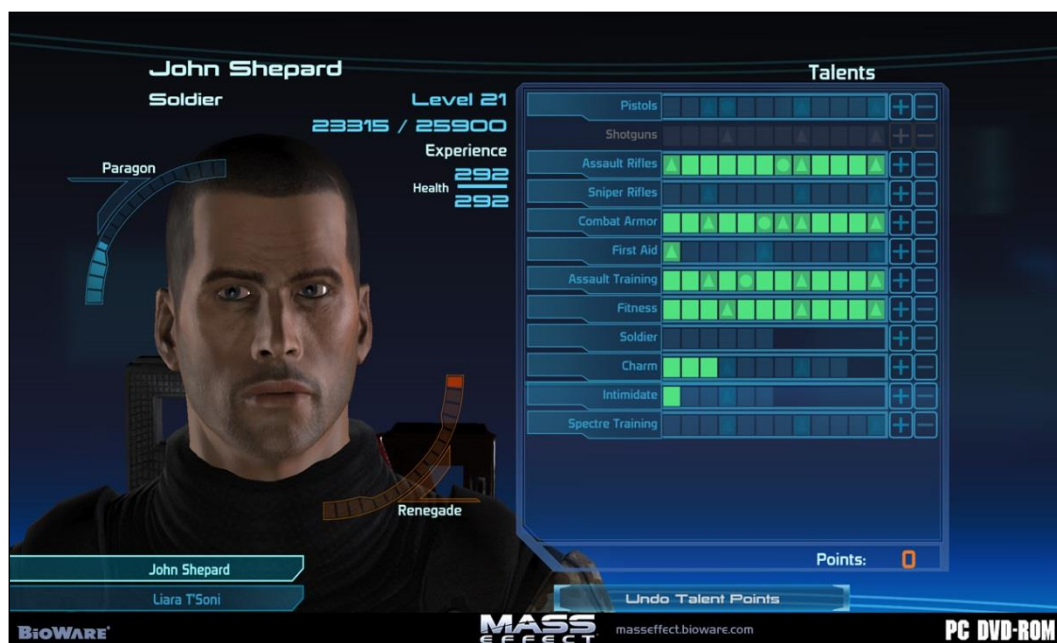 John Shepard
Soldier
Level 21
23315 / 25900
Experience
Health
292
292
Paragon
Renegade
Talents
Pistols
Shotguns
Assault Rifles
Sniper Rifles
Combat Armor
First Aid
Assault Training
Fitness
Soldier
Charm
Intimidate
Spectre Training
Points: 0
Undo Talent Points
John Shepard
Liara T'Soni
BIOWARE
MASS
EFFECT
masseffect.bioware.com
PC DVD-ROM